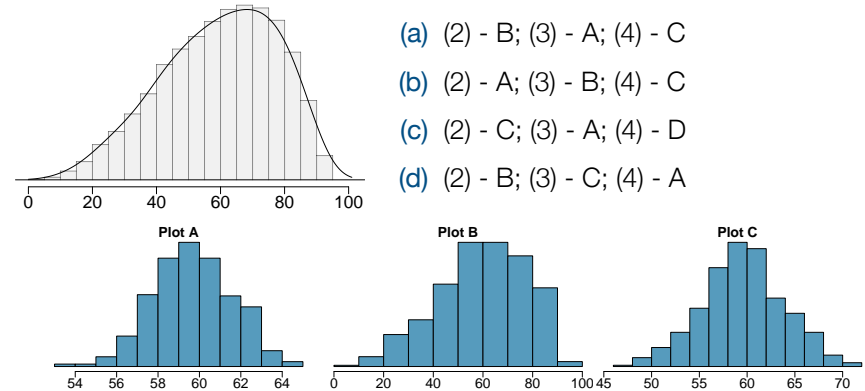 (a) (2) - B; (3) - A; (4) - C
(b) (2) - A; (3) - B; (4) - C
(c) (2) - C; (3) - A; (4) - D
(d) (2) - B; (3) - C; (4) - A
0 20 40 60 80 100
Plot A
54 56 58 60 62 64
Plot B
0 20 40 60 80 100
Plot C
45 50 55 60 65 70